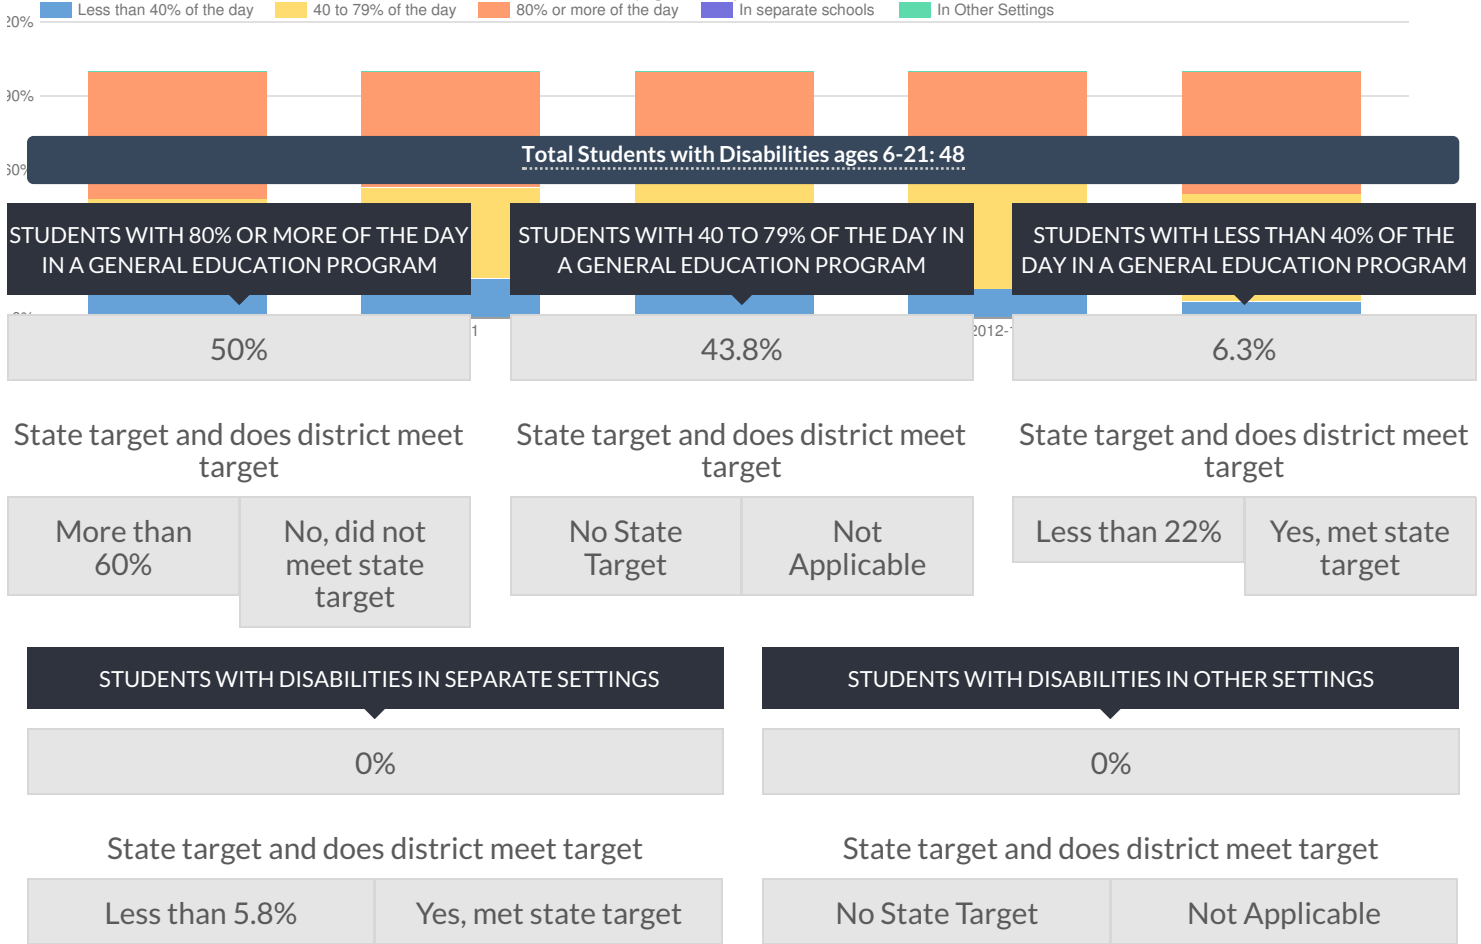 Less than 40% of the day 40 to 79% of the day 80% or more of the day In separate schools In Other Settings
Total Students with Disabilities ages 6-21: 48
STUDENTS WITH 80% OR MORE OF THE DAY
IN A GENERAL EDUCATION PROGRAM
STUDENTS WITH 40 TO 79% OF THE DAY IN
A GENERAL EDUCATION PROGRAM
STUDENTS WITH LESS THAN 40% OF THE
DAY IN A GENERAL EDUCATION PROGRAM
50%
43.8%
6.3%
State target and does district meet
target
State target and does district meet
target
State target and does district meet
target
More than
60%
No, did not
meet state
target
No State
Target
Not
Applicable
Less than 22%
Yes, met state
target
STUDENTS WITH DISABILITIES IN SEPARATE SETTINGS
STUDENTS WITH DISABILITIES IN OTHER SETTINGS
0%
0%
State target and does district meet target
State target and does district meet target
Less than 5.8%
Yes, met state target
No State Target
Not Applicable